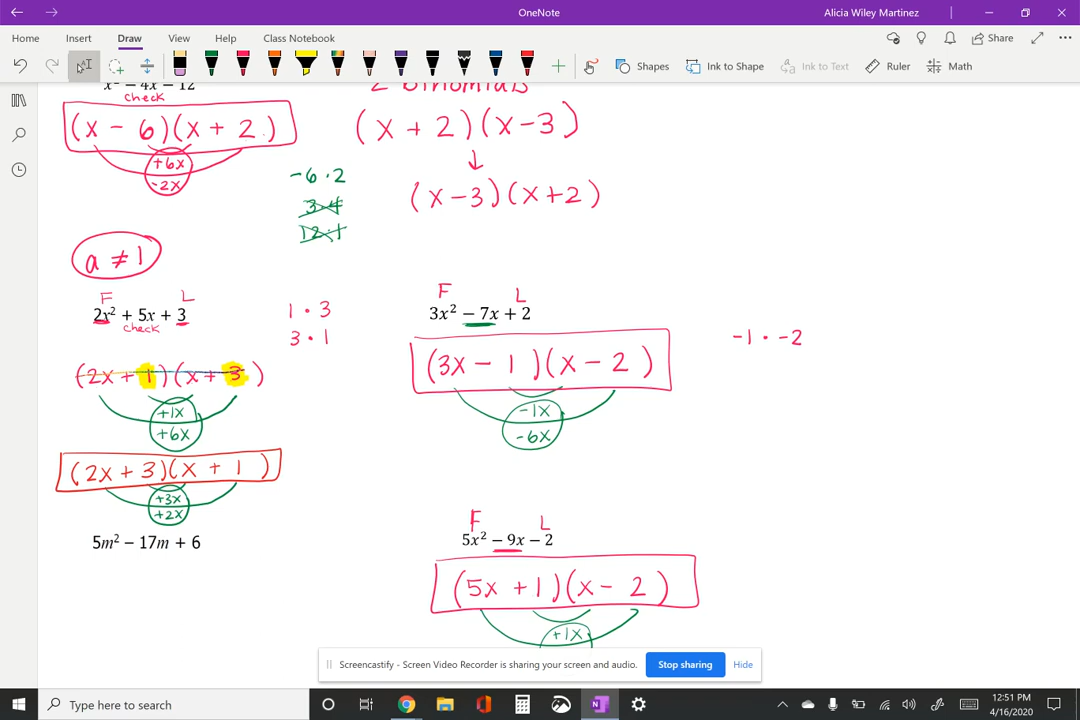 OneNote
Alicia Wiley Martinez
Home Insert Draw View Help Class Notebook
Share
Shapes
Ink to Shape
Ink to Text
Ruler
Math
x² − 4x − 12
check
2 binomials
(x − 6)(x + 2)
+6x
-2x
(x + 2)(x-3)
(x-3)(x+2)
-6 · 2
3·4
12·1
a ≠ 1
F L
2x² + 5x + 3
check
1 · 3
3 · 1
(2x + 1)(x + 3)
+1x
+6x
(2x + 3)(x + 1)
+3x
+2x
5m² − 17m + 6
F L
3x² − 7x + 2
(3x − 1)(x − 2)
-1x
-6x
-1 · -2
F L
5x² − 9x − 2
(5x + 1)(x − 2)
+1x
Screencastify - Screen Video Recorder is sharing your screen and audio.
Stop sharing
Hide
Type here to search
12:51 PM
4/16/2020